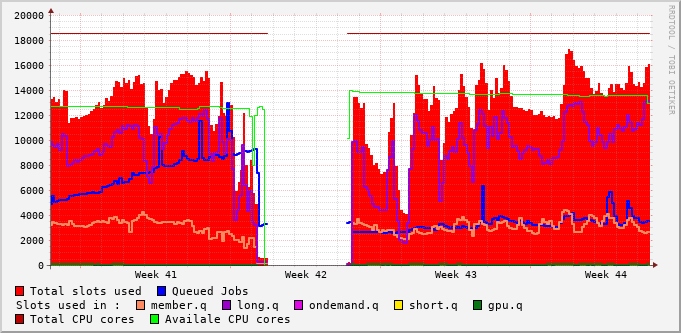 20000
18000
16000
14000
12000
10000
8000
6000
4000
2000
0
Week 41 Week 42 Week 43 Week 44
RRDTOOL / TOBI OETIKER
Total slots used Queued Jobs
Slots used in : member.q long.q ondemand.q short.q gpu.q
Total CPU cores Availale CPU cores